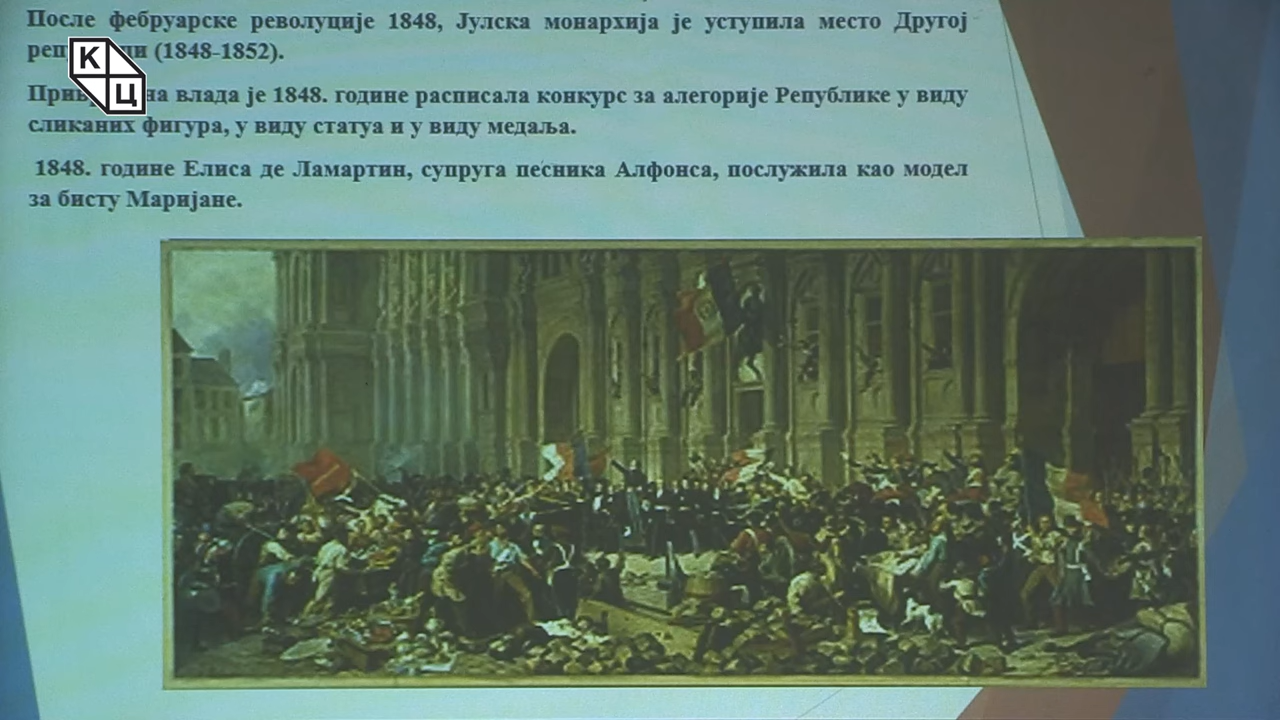 После фебруарске револуције 1848, Јулска монархија је уступила место Другој
(1848-1852).
К
Ц
на влада је 1848. године расписала конкурс за алегорије Републике у виду
сликаних фигура, у виду статуа и у виду медаља.
1848. године Елиса де Ламартин, супруга песника Алфонса, послужила као модел
за бисту Маријане.